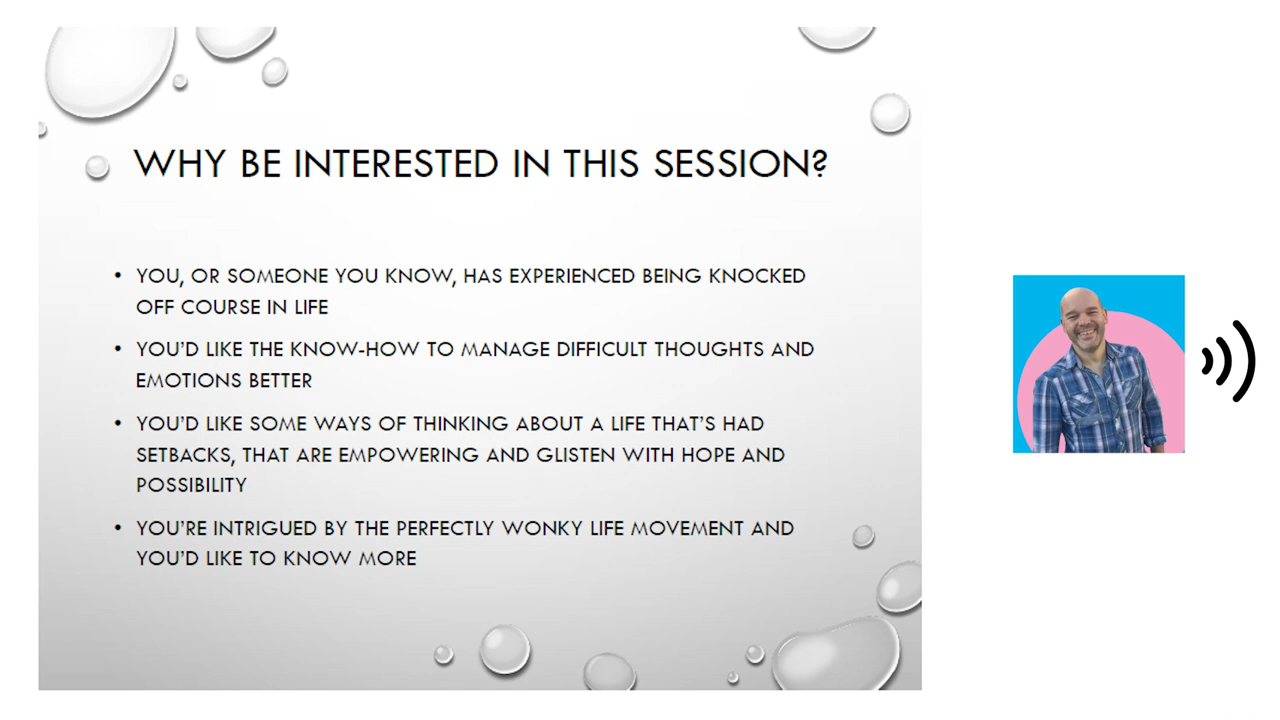 WHY BE INTERESTED IN THIS SESSION?
• YOU, OR SOMEONE YOU KNOW, HAS EXPERIENCED BEING KNOCKED
OFF COURSE IN LIFE
• YOU'D LIKE THE KNOW-HOW TO MANAGE DIFFICULT THOUGHTS AND
EMOTIONS BETTER
• YOU'D LIKE SOME WAYS OF THINKING ABOUT A LIFE THAT'S HAD
SETBACKS, THAT ARE EMPOWERING AND GLISTEN WITH HOPE AND
POSSIBILITY
• YOU'RE INTRIGUED BY THE PERFECTLY WONKY LIFE MOVEMENT AND
YOU'D LIKE TO KNOW MORE